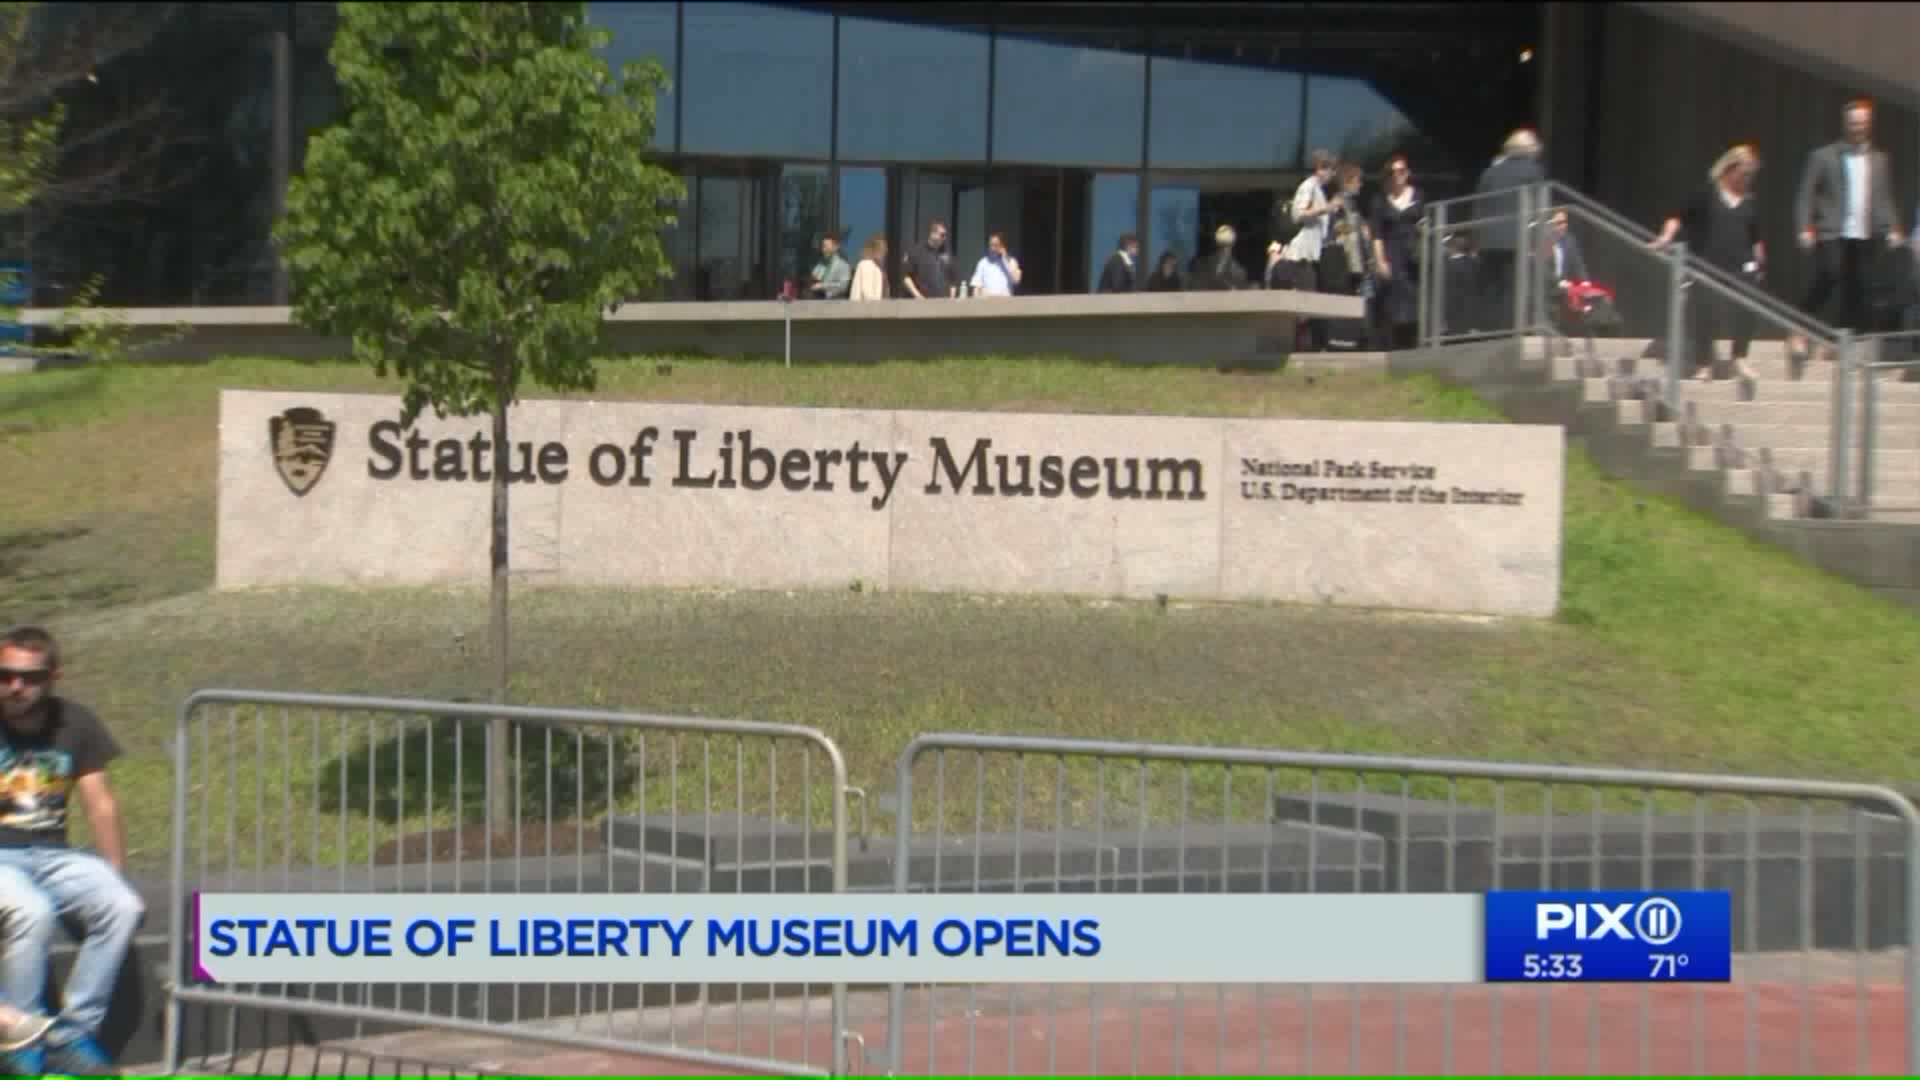 Statue of Liberty Museum
National Park Service
U.S. Department of the Interior
STATUE OF LIBERTY MUSEUM OPENS
PIX11
5:33 71°